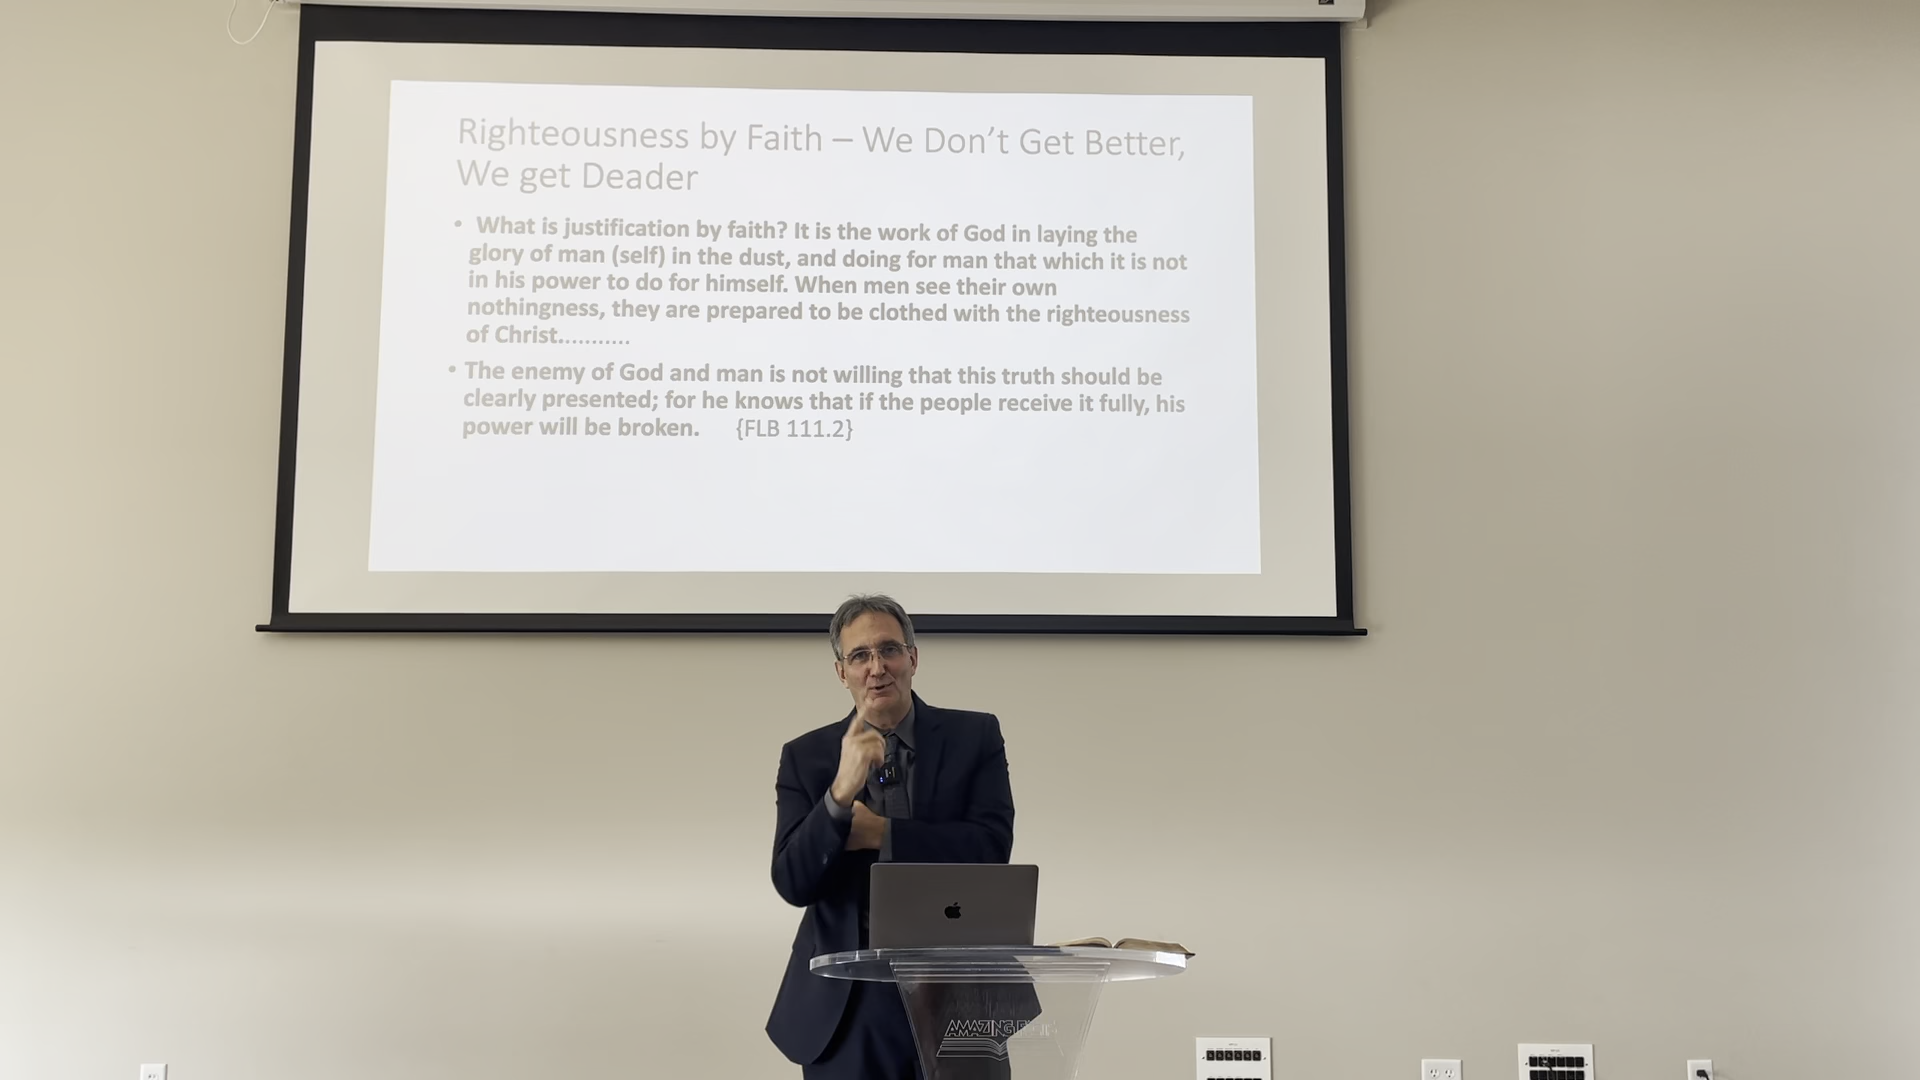 Righteousness by Faith – We Don't Get Better,
We get Deader
• What is justification by faith? It is the work of God in laying the
glory of man (self) in the dust, and doing for man that which it is not
in his power to do for himself. When men see their own
nothingness, they are prepared to be clothed with the righteousness
of Christ...........
• The enemy of God and man is not willing that this truth should be
clearly presented; for he knows that if the people receive it fully, his
power will be broken. {FLB 111.2}
AMAZING